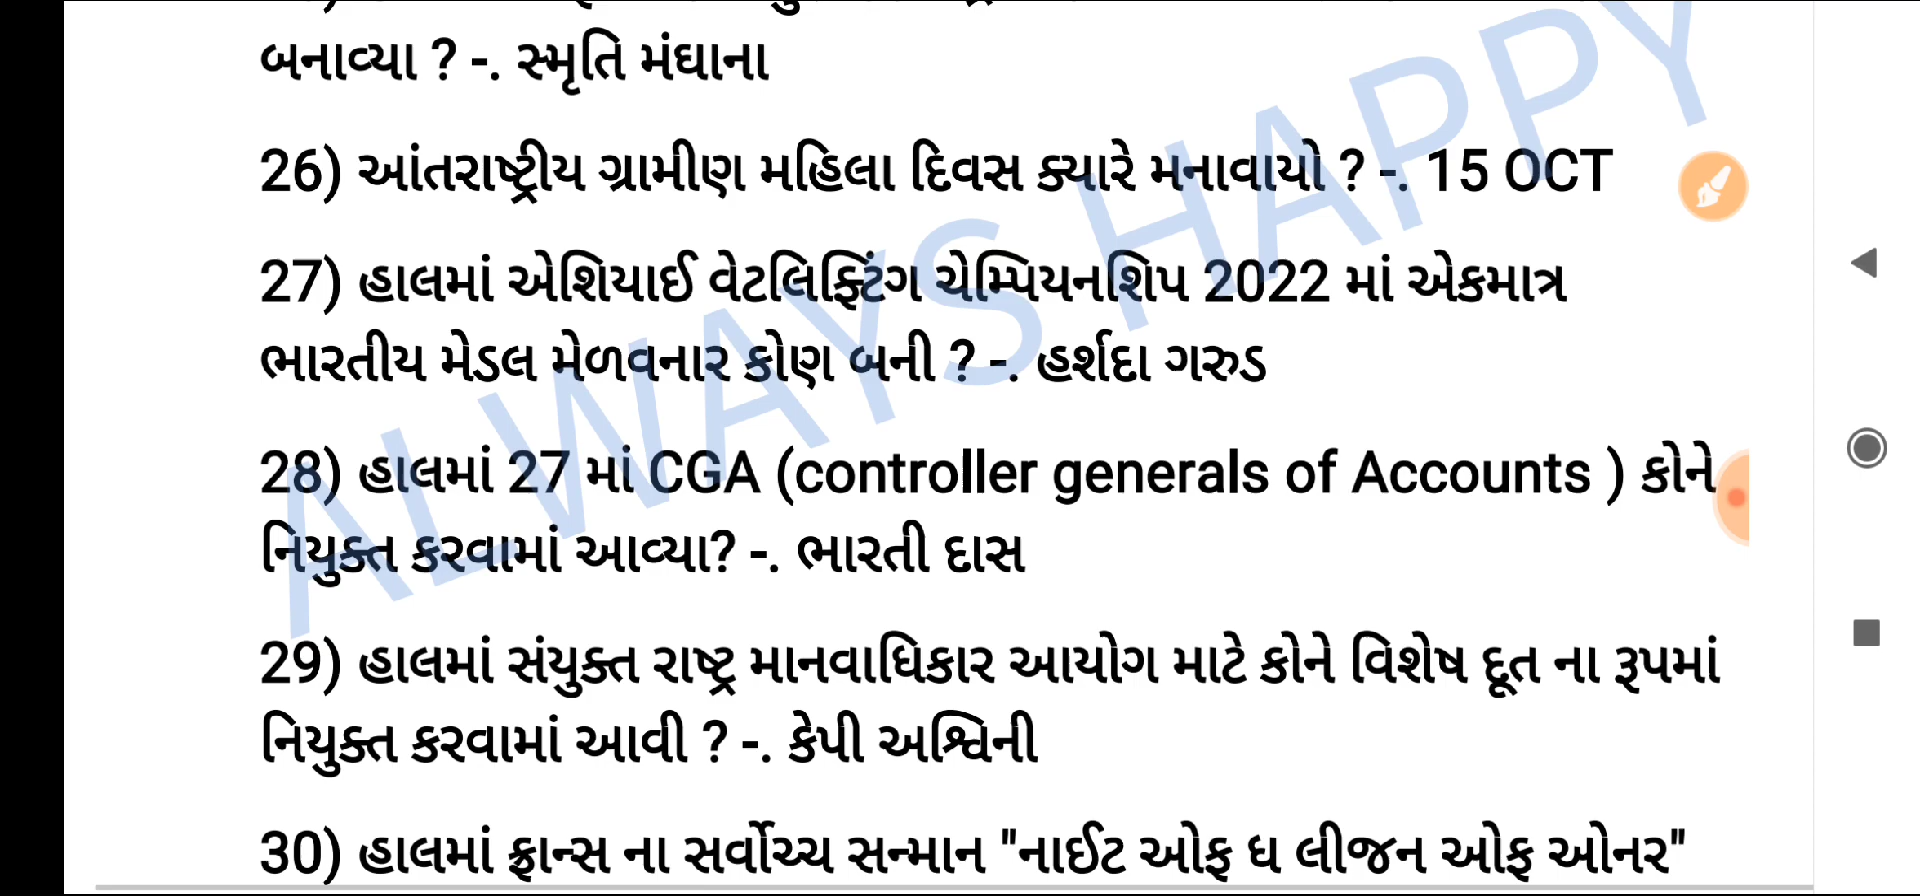 બનાવ્યા ? -. સ્મૃતિ મંધાના
26) આંતરાષ્ટ્રીય ગ્રામીણ મહિલા દિવસ ક્યારે મનાવાયો ? -. 15 OCT
27) હાલમાં એશિયાઈ વેટલિફ્ટિંગ ચેમ્પિયનશિપ 2022 માં એકમાત્ર
ભારતીય મેડલ મેળવનાર કોણ બની ? -. હર્શદા ગરુડ
28) હાલમાં 27 માં CGA (controller generals of Accounts ) કોને
નિયુક્ત કરવામાં આવ્યા? -. ભારતી દાસ
29) હાલમાં સંયુક્ત રાષ્ટ્ર માનવાધિકાર આયોગ માટે કોને વિશેષ દૂત ના રૂપમાં
નિયુક્ત કરવામાં આવી ? -. કેપી અશ્વિની
30) હાલમાં ફ્રાન્સ ના સર્વોચ્ચ સન્માન "નાઈટ ઓફ ધ લીજન ઓફ ઓનર"
ALWAYS HAPPY